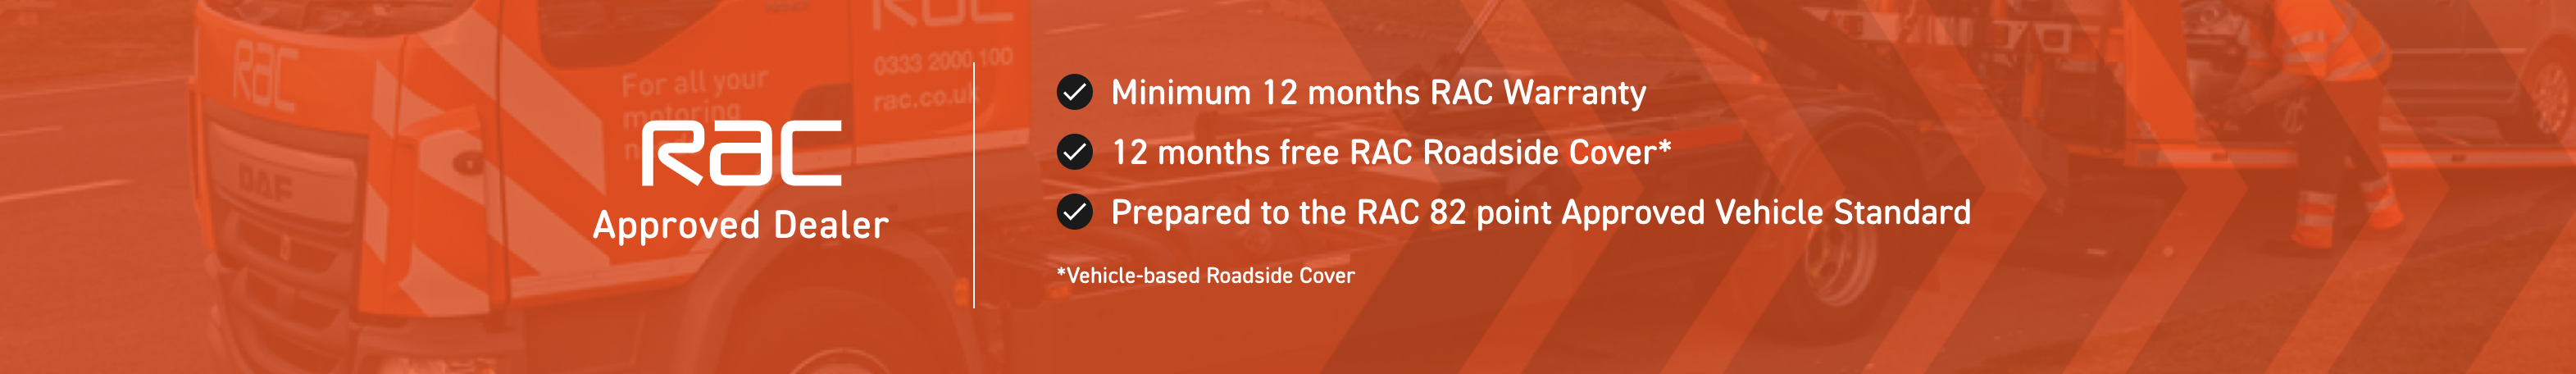 RAC
Approved Dealer
Minimum 12 months RAC Warranty
12 months free RAC Roadside Cover*
Prepared to the RAC 82 point Approved Vehicle Standard
*Vehicle-based Roadside Cover
RAC
DAF
For all your
motoring
RAC
0333 2000 100
rac.co.uk